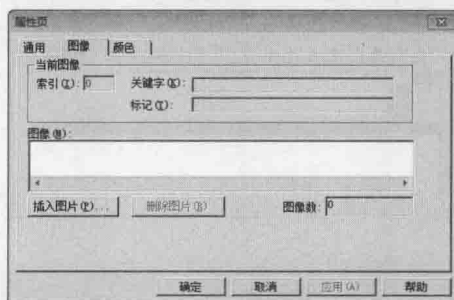 属性页
通用 图像 颜色
当前图像
索引(I): 0 关键字(K):
标记(T):
图像(M):
插入图片(P)... 删除图片(R) 图像数: 0
确定 取消 应用(A) 帮助